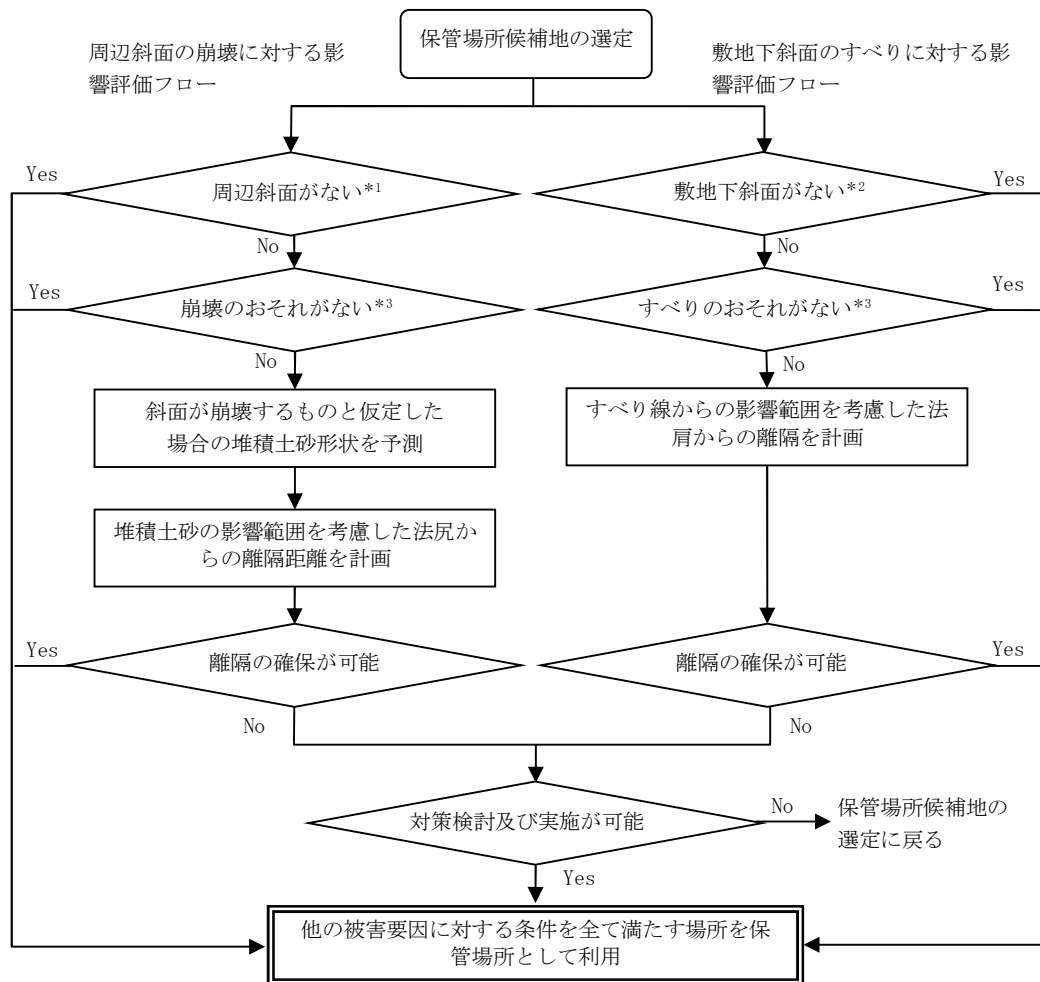 保管場所候補地の選定
周辺斜面の崩壊に対する影
響評価フロー
敷地下斜面のすべりに対する影
響評価フロー
Yes
周辺斜面がない*1
敷地下斜面がない*2
Yes
No
No
Yes
崩壊のおそれがない*3
すべりのおそれがない*3
Yes
No
No
斜面が崩壊するものと仮定した
場合の堆積土砂形状を予測
すべり線からの影響範囲を考慮した法
肩からの離隔を計画
堆積土砂の影響範囲を考慮した法尻か
らの離隔距離を計画
Yes
離隔の確保が可能
離隔の確保が可能
Yes
No
No
対策検討及び実施が可能
No
保管場所候補地の
選定に戻る
Yes
他の被害要因に対する条件を全て満たす場所を保
管場所として利用